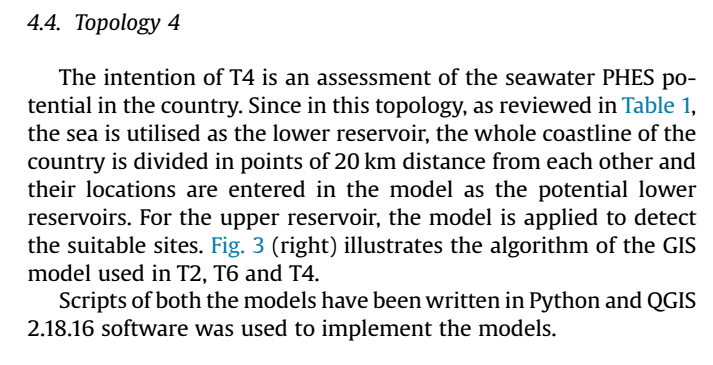 4.4. Topology 4
The intention of T4 is an assessment of the seawater PHES po-
tential in the country. Since in this topology, as reviewed in Table 1,
the sea is utilised as the lower reservoir, the whole coastline of the
country is divided in points of 20 km distance from each other and
their locations are entered in the model as the potential lower
reservoirs. For the upper reservoir, the model is applied to detect
the suitable sites. Fig. 3 (right) illustrates the algorithm of the GIS
model used in T2, T6 and T4.
Scripts of both the models have been written in Python and QGIS
2.18.16 software was used to implement the models.